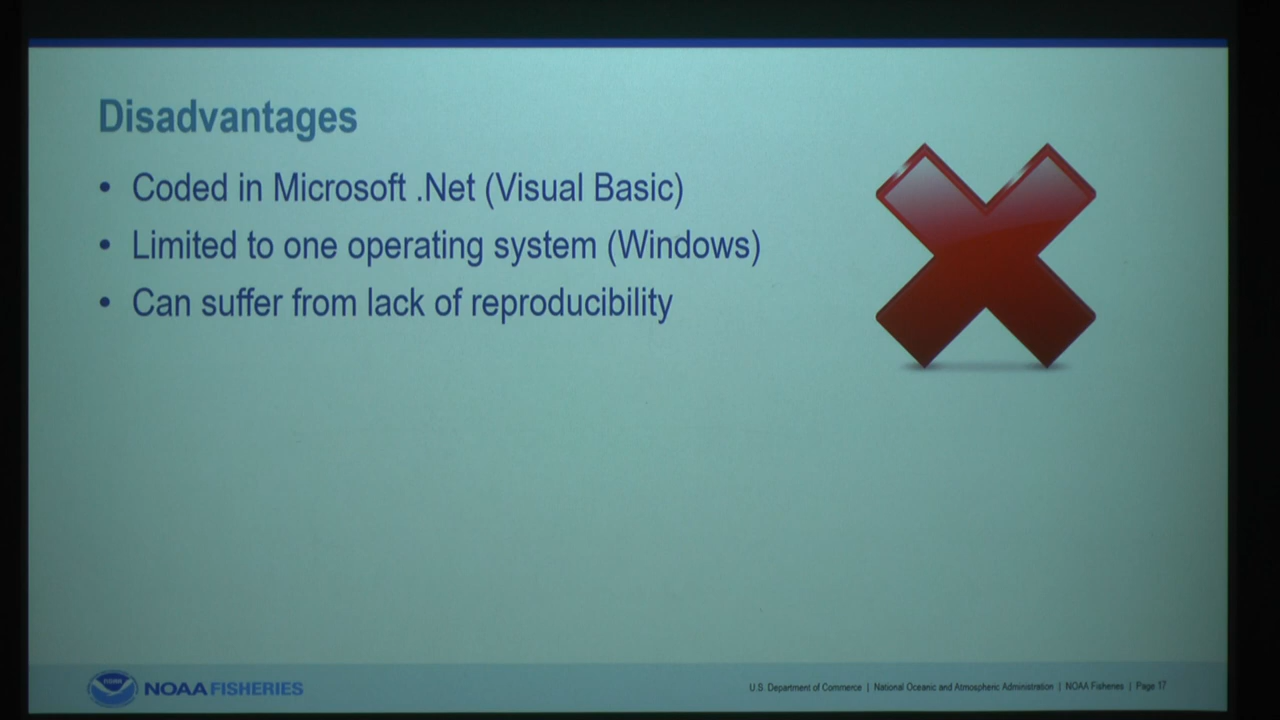 Disadvantages
• Coded in Microsoft .Net (Visual Basic)
• Limited to one operating system (Windows)
• Can suffer from lack of reproducibility
NOAA FISHERIES
U.S. Department of Commerce | National Oceanic and Atmospheric Administration | NOAA Fisheries | Page 17